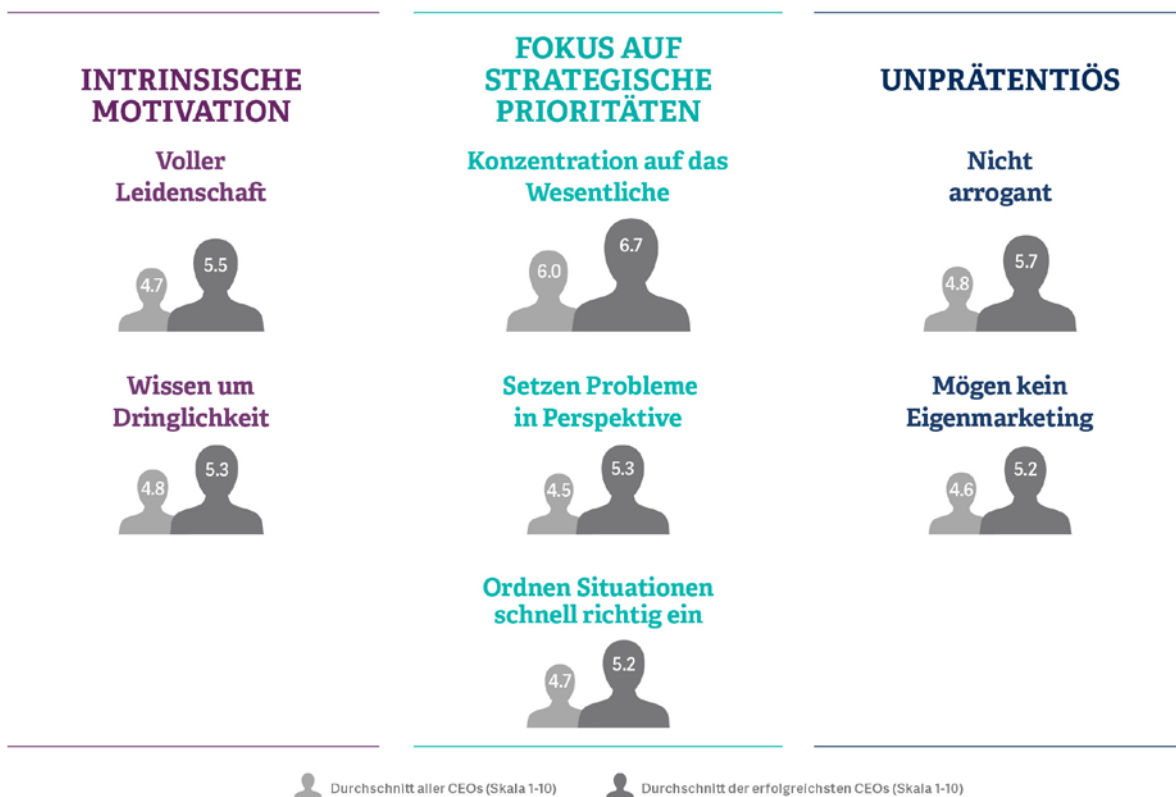 INTRINSISCHE
MOTIVATION
Voller
Leidenschaft
4.7
5.5
Wissen um
Dringlichkeit
4.8
5.3
FOKUS AUF
STRATEGISCHE
PRIORITÄTEN
Konzentration auf das
Wesentliche
6.0
6.7
Setzen Probleme
in Perspektive
4.5
5.3
Ordnen Situationen
schnell richtig ein
4.7
5.2
UNPRÄTENTIÖS
Nicht
arrogant
4.8
5.7
Mögen kein
Eigenmarketing
4.6
5.2
Durchschnitt aller CEOs (Skala 1-10)
Durchschnitt der erfolgreichsten CEOs (Skala 1-10)